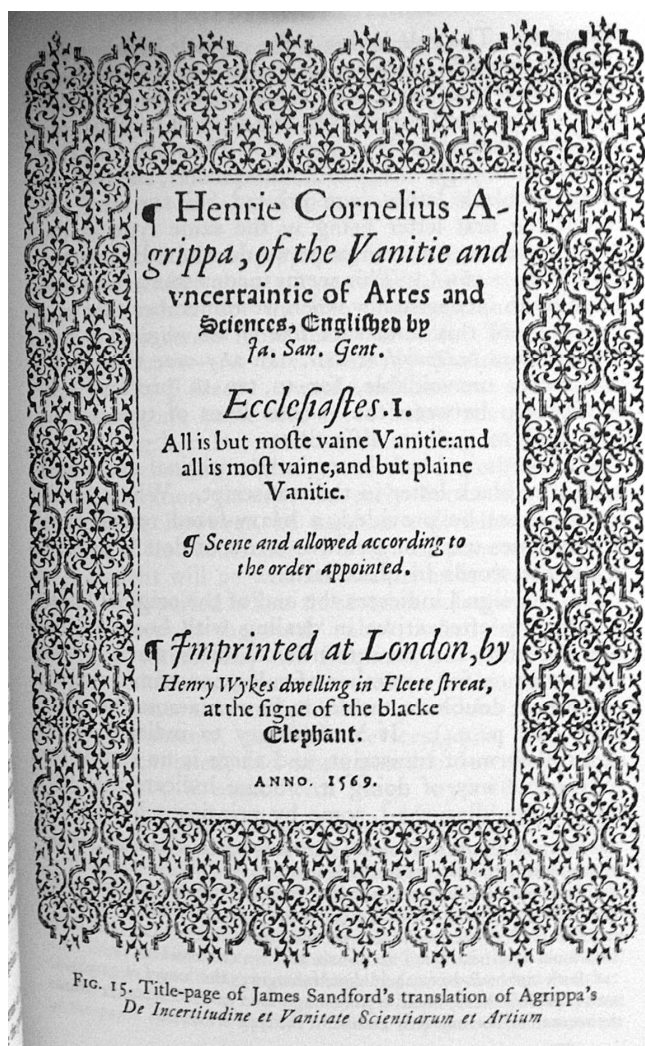 ¶ Henrie Cornelius A-
grippa, of the Vanitie and
vncertaintie of Artes and
Sciences, Engliſhed by
Ja. San. Gent.
Eccleſiaſtes .1.
All is but moſte vaine Vanitie:and
all is moſt vaine,and but plaine
Vanitie.
¶ Scene and allowed according to
the order appointed.
¶ Imprinted at London,by
Henry Wykes dwelling in Fleete ſtreat,
at the ſigne of the blacke
Elephant.
ANNO. 1569.
FIG. 15. Title-page of James Sandford's translation of Agrippa's
De Incertitudine et Vanitate Scientiarum et Artium